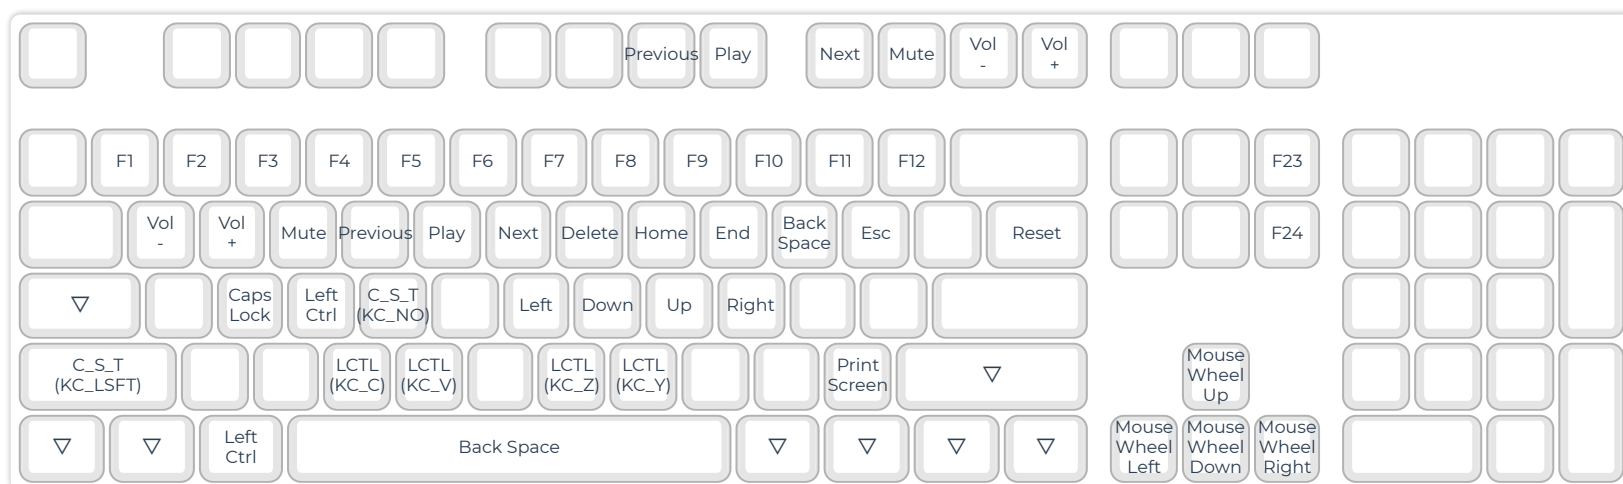 Previous Play Next Mute Vol
-
Vol
+
F1 F2 F3 F4 F5 F6 F7 F8 F9 F10 F11 F12 F23
Vol
-
Vol
+
Mute Previous Play Next Delete Home End Back
Space
Esc Reset F24
Caps
Lock
Left
Ctrl
C_S_T
(KC_NO)
Left Down Up Right
C_S_T
(KC_LSFT)
LCTL
(KC_C)
LCTL
(KC_V)
LCTL
(KC_Z)
LCTL
(KC_Y)
Print
Screen
Mouse
Wheel
Up
Left
Ctrl
Back Space
Mouse
Wheel
Left
Mouse
Wheel
Down
Mouse
Wheel
Right